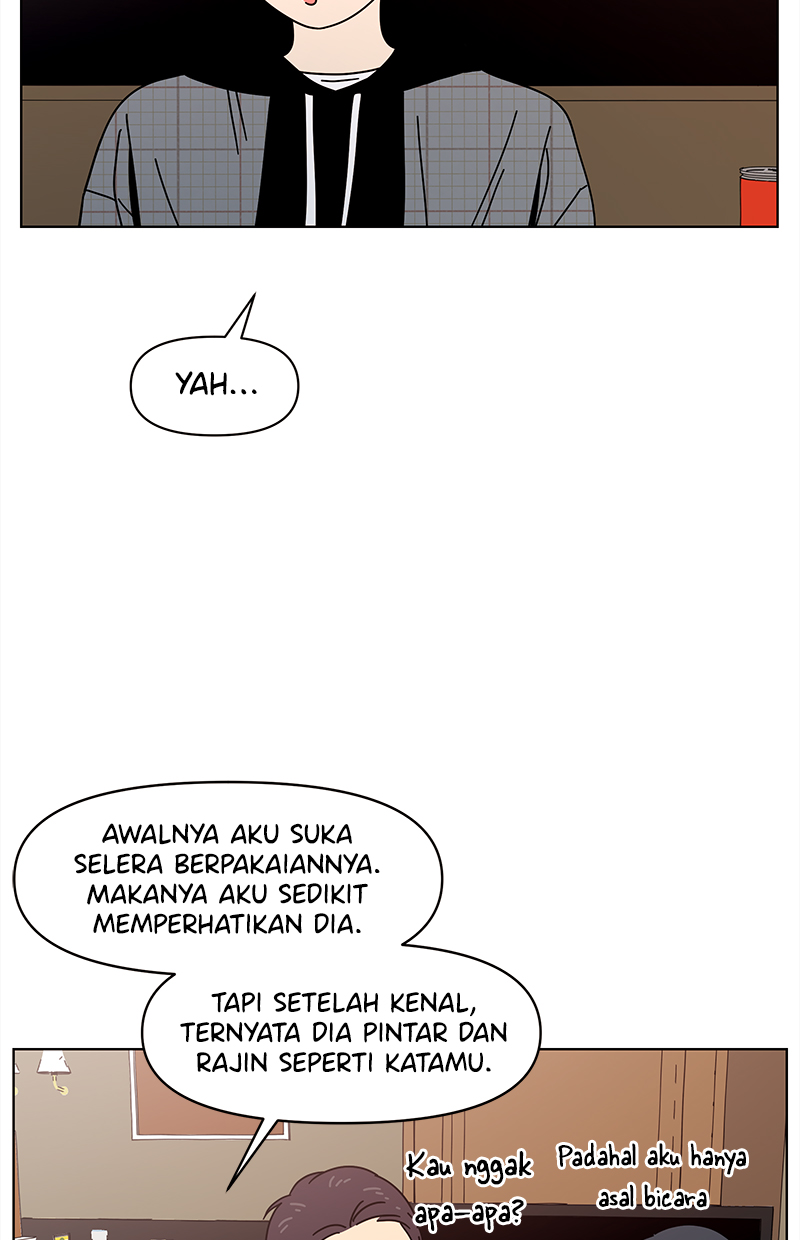 YAH...
AWALNYA AKU SUKA
SELERA BERPAKAIANNYA.
MAKANYA AKU SEDIKIT
MEMPERHATIKAN DIA.
TAPI SETELAH KENAL,
TERNYATA DIA PINTAR DAN
RAJIN SEPERTI KATAMU.
Kau nggak
apa-apa?
Padahal aku hanya
asal bicara